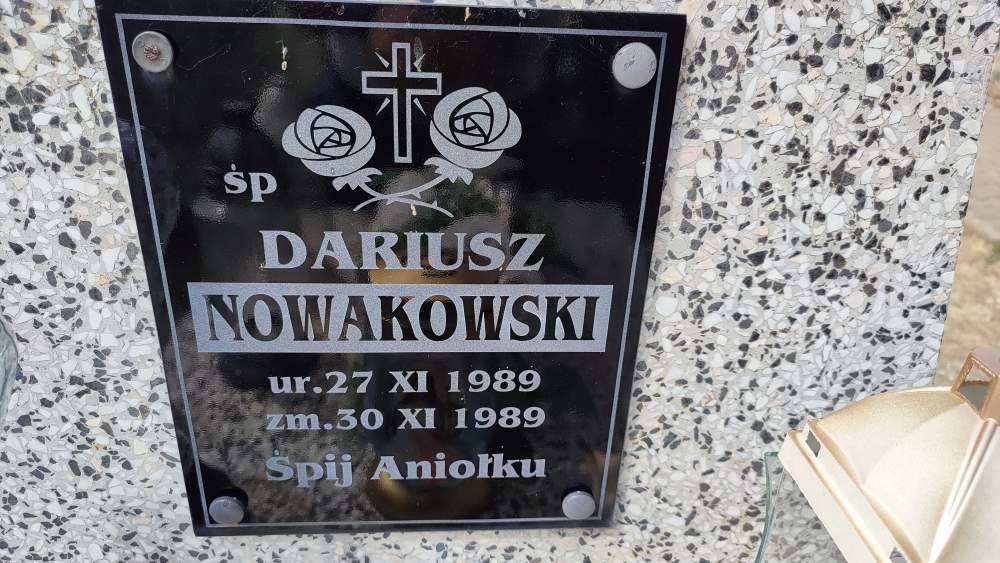 śp
DARIUSZ
NOWAKOWSKI
ur.27 XI 1989
zm.30 XI 1989
Śpij Aniołku